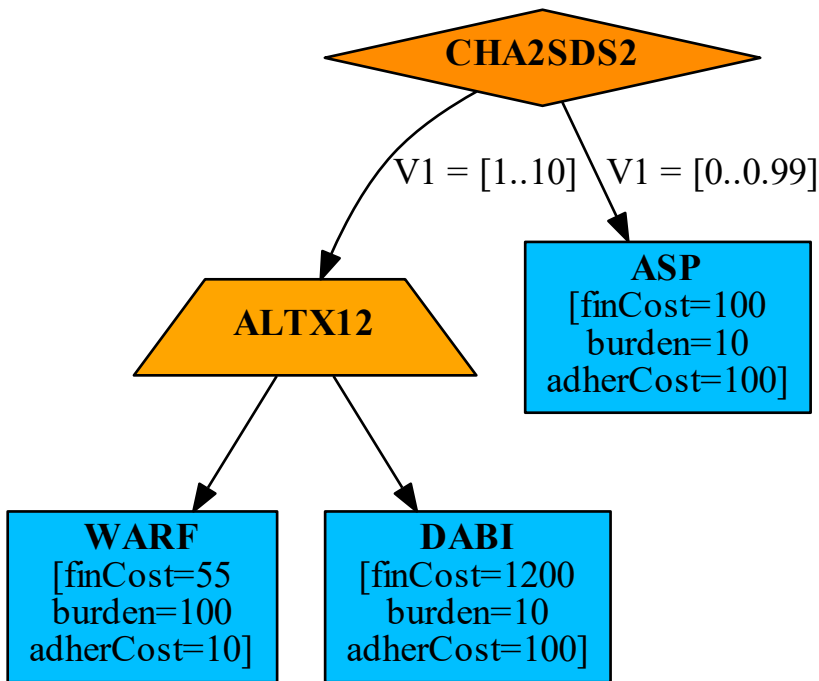 CHA2SDS2
V1 = [1..10]
V1 = [0..0.99]
ALTX12
ASP
[finCost=100
burden=10
adherCost=100]
WARF
[finCost=55
burden=100
adherCost=10]
DABI
[finCost=1200
burden=10
adherCost=100]